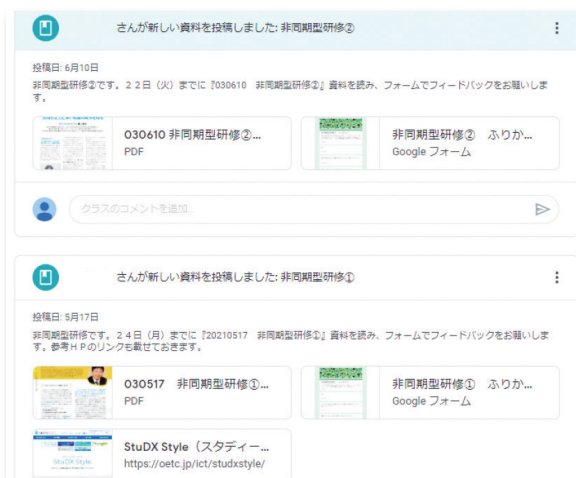 さんが新しい資料を投稿しました: 非同期型研修②
投稿日: 6月10日
非同期型研修②です。２２日（火）までに『030610　非同期型研修②』資料を読み、フォームでフィードバックをお願いしま
す。
030610 非同期型研修②...
PDF
非同期型研修②　ふりか...
Google フォーム
クラスのコメントを追加...
さんが新しい資料を投稿しました: 非同期型研修①
投稿日: 5月17日
非同期型研修です。２４日（月）までに『20210517　非同期型研修①』資料を読み、フォームでフィードバックをお願いしま
す。参考ＨＰのリンクも載せておきます。
030517　非同期型研修①...
PDF
非同期型研修①　ふりか...
Google フォーム
StuDX Style
StuDX Style（スタディー...
https://oetc.jp/ict/studxstyle/